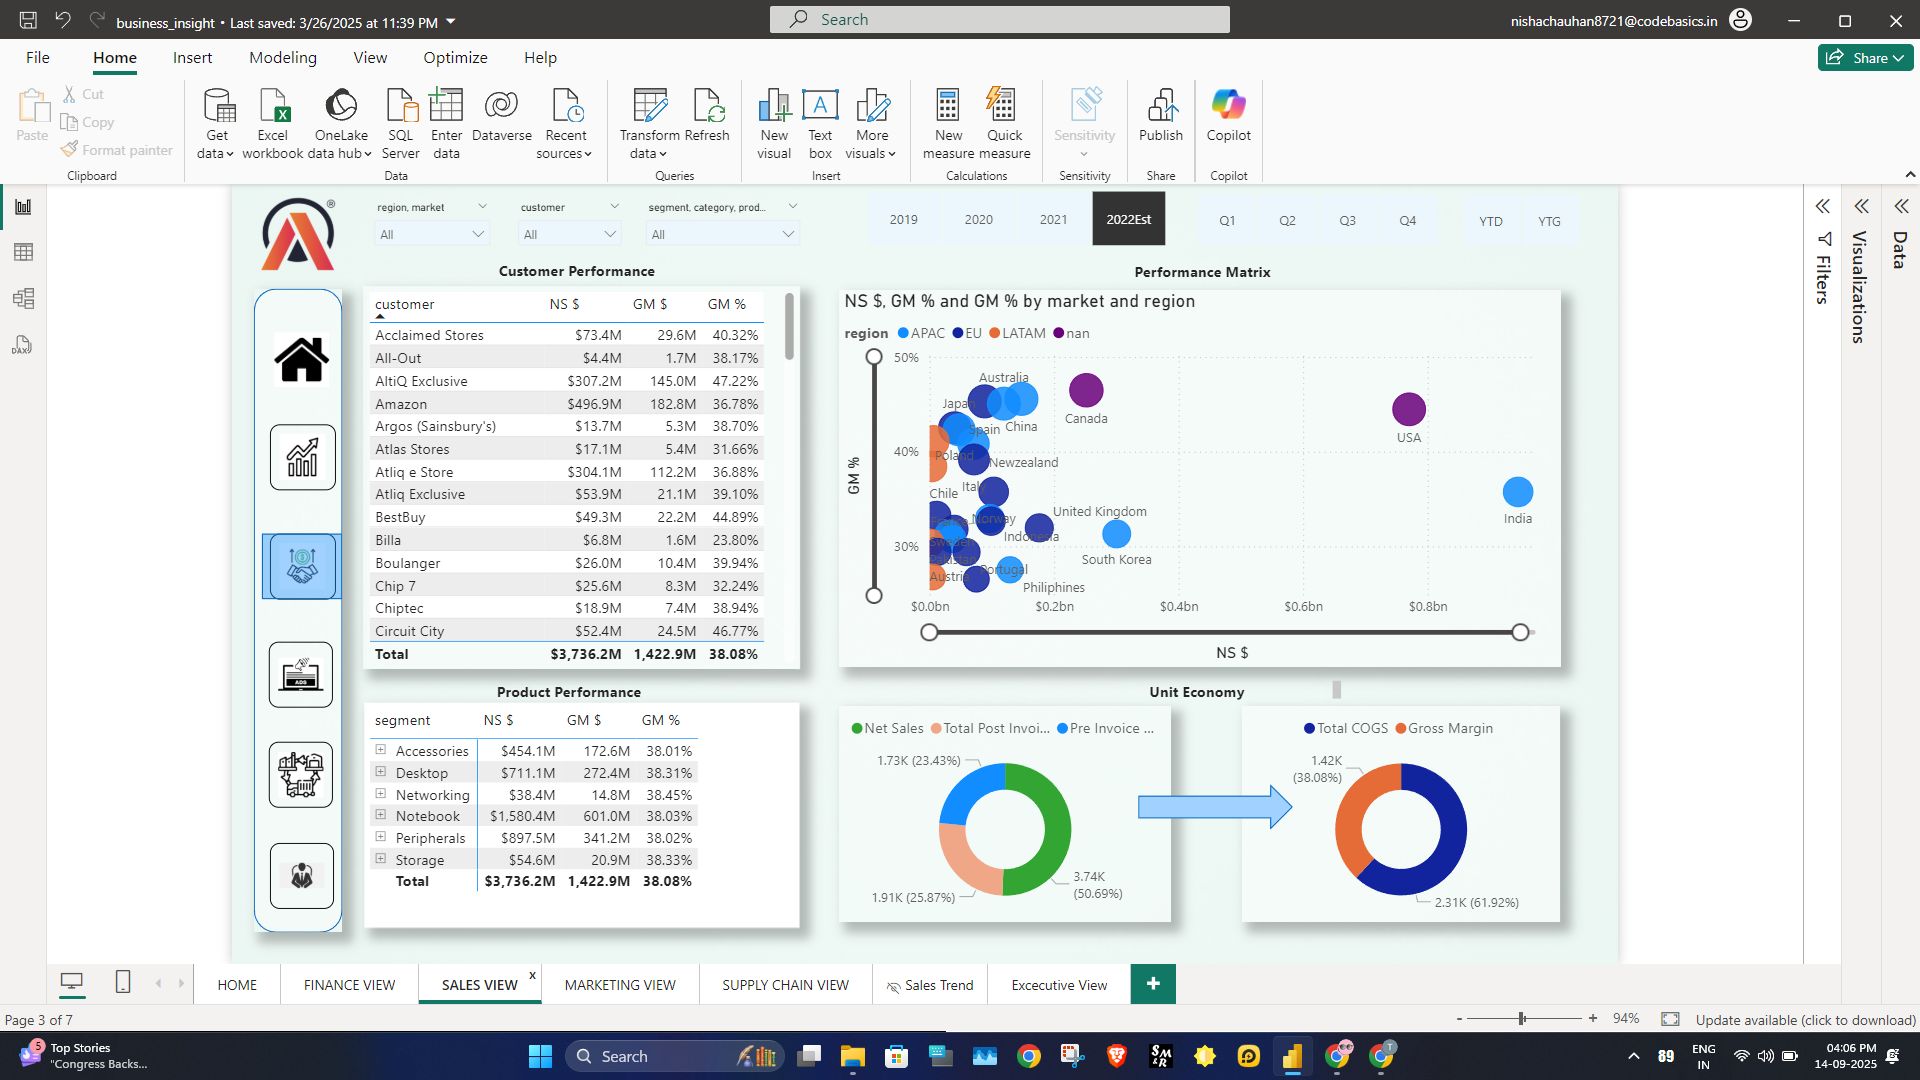 business_insight • Last saved: 3/26/2025 at 11:39 PM
Search
nishachauhan8721@codebasics.in
File Home Insert Modeling View Optimize Help
Share
Paste
Cut
Copy
Format painter
Clipboard
Get data
Excel workbook
OneLake data hub
SQL Server
Enter data
Dataverse
Recent sources
Data
Transform data
Refresh
Queries
New visual
Text box
More visuals
Insert
New measure
Quick measure
Calculations
Sensitivity
Sensitivity
Publish
Share
Copilot
Copilot
region, market
All
customer
All
segment, category, prod...
All
2019 2020 2021 2022Est
Q1 Q2 Q3 Q4
YTD YTG
Filters
Visualizations
Data
DAX
®
Customer Performance
customer NS $ GM $ GM %
Acclaimed Stores $73.4M 29.6M 40.32%
All-Out $4.4M 1.7M 38.17%
AltiQ Exclusive $307.2M 145.0M 47.22%
Amazon $496.9M 182.8M 36.78%
Argos (Sainsbury's) $13.7M 5.3M 38.70%
Atlas Stores $17.1M 5.4M 31.66%
Atliq e Store $304.1M 112.2M 36.88%
Atliq Exclusive $53.9M 21.1M 39.10%
BestBuy $49.3M 22.2M 44.89%
Billa $6.8M 1.6M 23.80%
Boulanger $26.0M 10.4M 39.94%
Chip 7 $25.6M 8.3M 32.24%
Chiptec $18.9M 7.4M 38.94%
Circuit City $52.4M 24.5M 46.77%
Total $3,736.2M 1,422.9M 38.08%
Performance Matrix
NS $, GM % and GM % by market and region
region APAC EU LATAM nan
50%
40%
30%
GM %
Australia
Japan
Canada
Spain
China
USA
Poland
Newzealand
Chile
Italy
India
United Kingdom
Norway
Indonesia
Sweden
South Korea
Portugal
Austria
Philiphines
$0.0bn $0.2bn $0.4bn $0.6bn $0.8bn
NS $
ADS
Product Performance
segment NS $ GM $ GM %
Accessories $454.1M 172.6M 38.01%
Desktop $711.1M 272.4M 38.31%
Networking $38.4M 14.8M 38.45%
Notebook $1,580.4M 601.0M 38.03%
Peripherals $897.5M 341.2M 38.02%
Storage $54.6M 20.9M 38.33%
Total $3,736.2M 1,422.9M 38.08%
Unit Economy
Net Sales Total Post Invoi... Pre Invoice ...
1.73K (23.43%)
3.74K
(50.69%)
1.91K (25.87%)
Total COGS Gross Margin
1.42K
(38.08%)
2.31K (61.92%)
HOME FINANCE VIEW SALES VIEW x MARKETING VIEW SUPPLY CHAIN VIEW Sales Trend Excecutive View +
Page 3 of 7
- + 94%
Update available (click to download)
5
Top Stories
"Congress Backs...
Search
89
ENG
IN
04:06 PM
14-09-2025